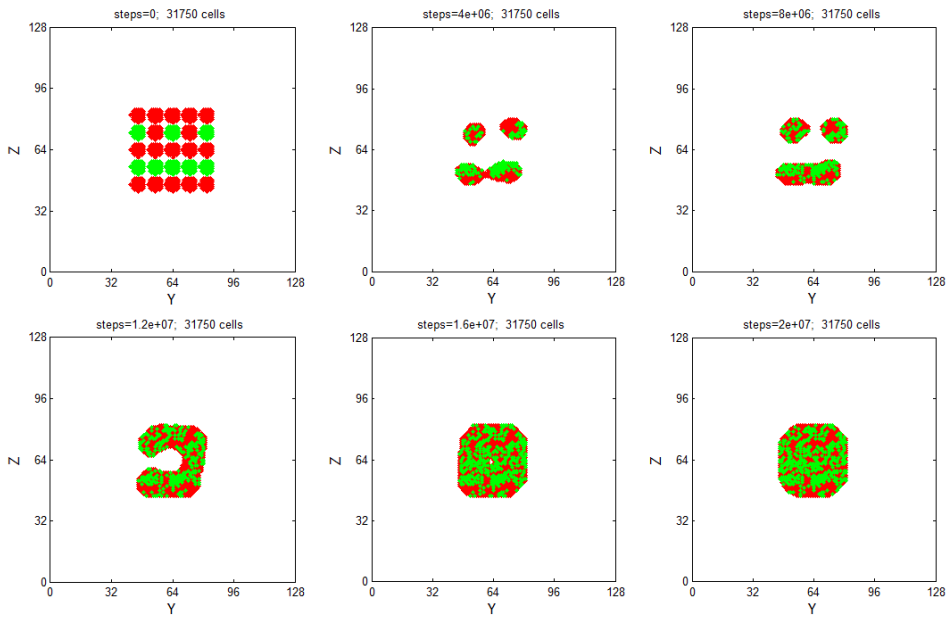 steps=0;  31750 cells
steps=4e+06;  31750 cells
steps=8e+06;  31750 cells
128
96
Z 64
32
0
0 32 64 96 128
Y
128
96
Z 64
32
0
0 32 64 96 128
Y
128
96
Z 64
32
0
0 32 64 96 128
Y
steps=1.2e+07;  31750 cells
steps=1.6e+07;  31750 cells
steps=2e+07;  31750 cells
128
96
Z 64
32
0
0 32 64 96 128
Y
128
96
Z 64
32
0
0 32 64 96 128
Y
128
96
Z 64
32
0
0 32 64 96 128
Y